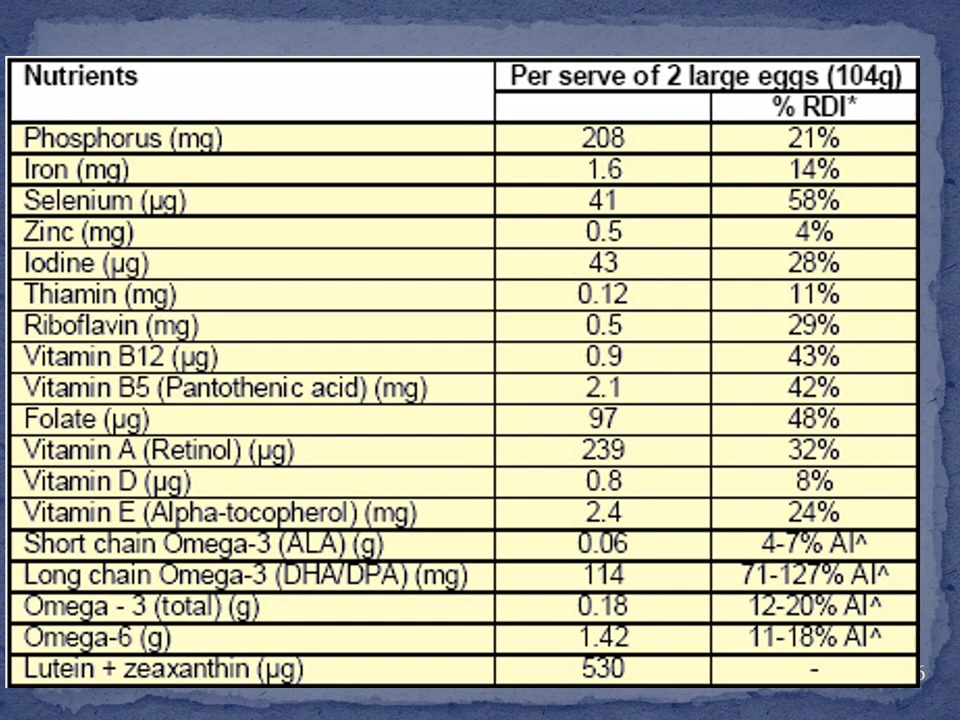 Nutrients Per serve of 2 large eggs (104g)
% RDI*
Phosphorus (mg) 208 21%
Iron (mg) 1.6 14%
Selenium (µg) 41 58%
Zinc (mg) 0.5 4%
Iodine (µg) 43 28%
Thiamin (mg) 0.12 11%
Riboflavin (mg) 0.5 29%
Vitamin B12 (µg) 0.9 43%
Vitamin B5 (Pantothenic acid) (mg) 2.1 42%
Folate (µg) 97 48%
Vitamin A (Retinol) (µg) 239 32%
Vitamin D (µg) 0.8 8%
Vitamin E (Alpha-tocopherol) (mg) 2.4 24%
Short chain Omega-3 (ALA) (g) 0.06 4-7% AI^
Long chain Omega-3 (DHA/DPA) (mg) 114 71-127% AI^
Omega - 3 (total) (g) 0.18 12-20% AI^
Omega-6 (g) 1.42 11-18% AI^
Lutein + zeaxanthin (µg) 530 -